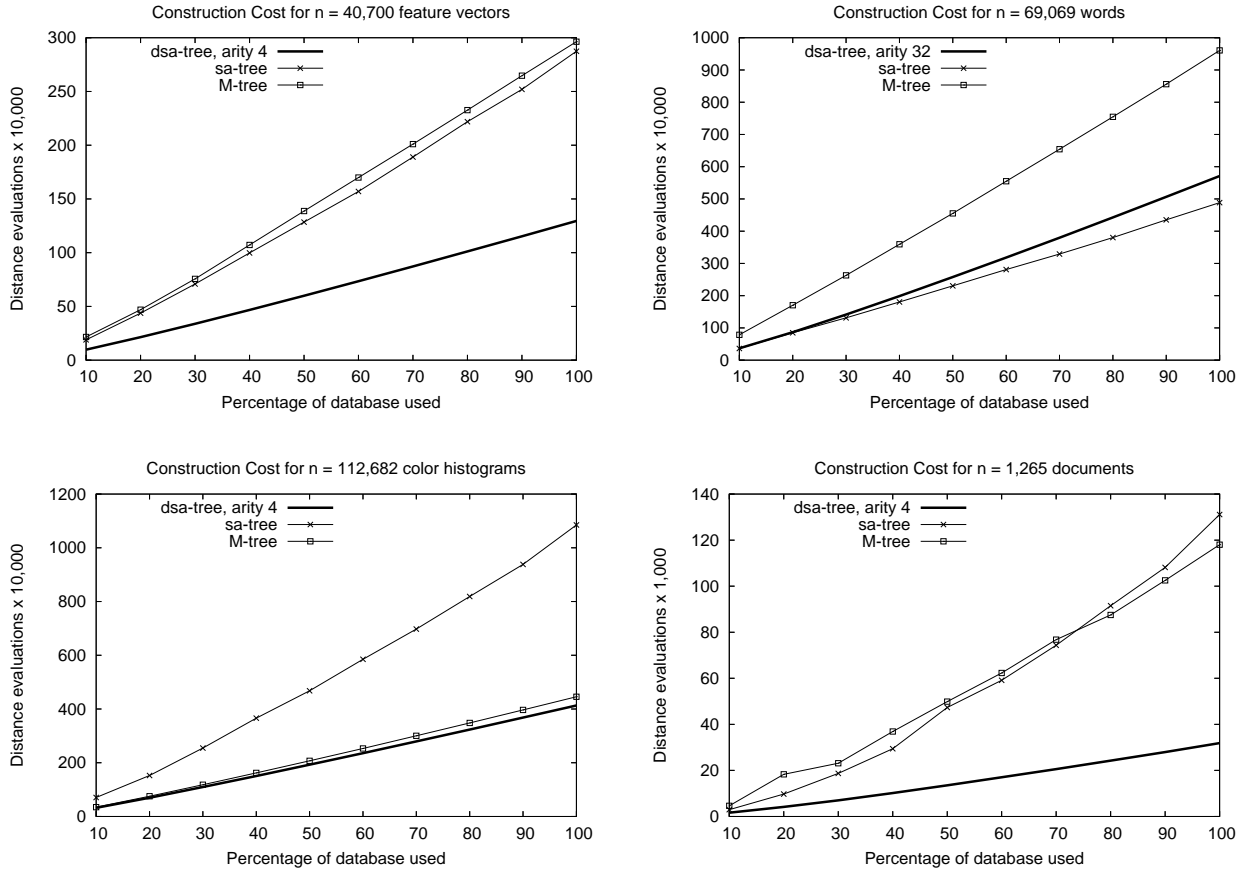 Construction Cost for n = 40,700 feature vectors
dsa-tree, arity 4
sa-tree
M-tree
Distance evaluations x 10,000
300
250
200
150
100
50
0
10 20 30 40 50 60 70 80 90 100
Percentage of database used
Construction Cost for n = 69,069 words
dsa-tree, arity 32
sa-tree
M-tree
Distance evaluations x 10,000
1000
900
800
700
600
500
400
300
200
100
0
10 20 30 40 50 60 70 80 90 100
Percentage of database used
Construction Cost for n = 112,682 color histograms
dsa-tree, arity 4
sa-tree
M-tree
Distance evaluations x 10,000
1200
1000
800
600
400
200
0
10 20 30 40 50 60 70 80 90 100
Percentage of database used
Construction Cost for n = 1,265 documents
dsa-tree, arity 4
sa-tree
M-tree
Distance evaluations x 1,000
140
120
100
80
60
40
20
0
10 20 30 40 50 60 70 80 90 100
Percentage of database used